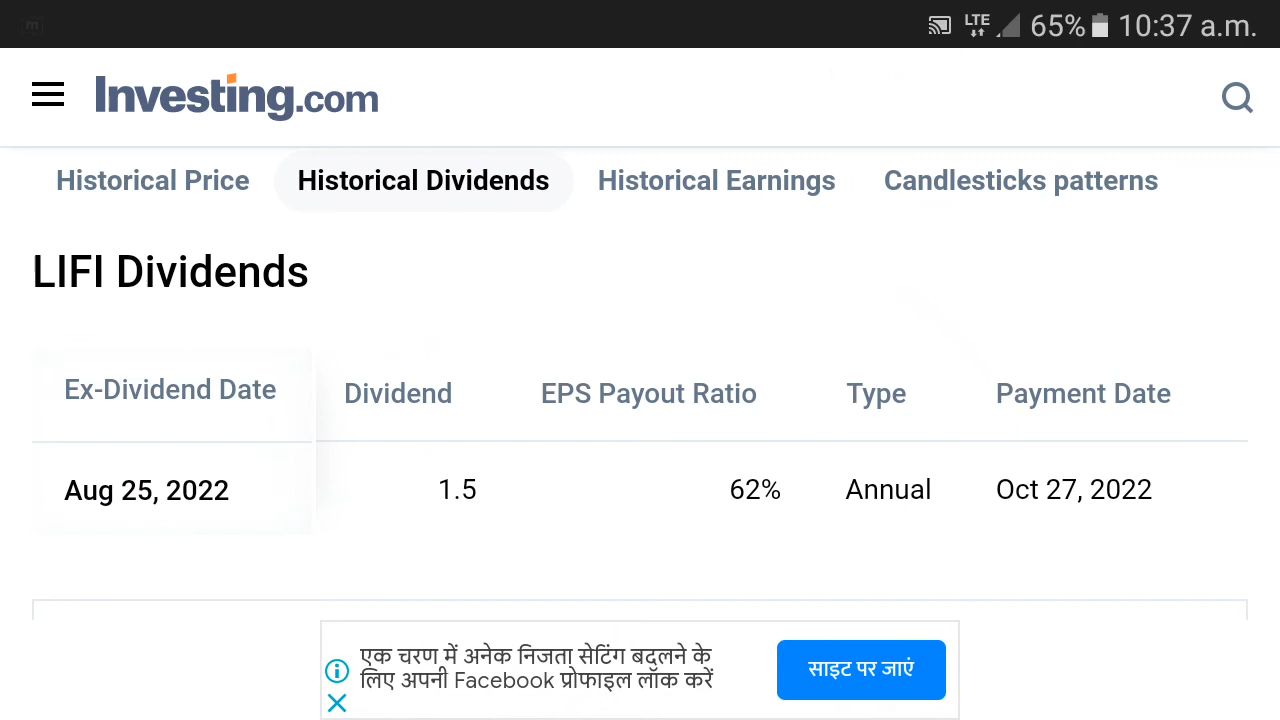 LTE 65% 10:37 a.m.
Investing.com
Historical Price Historical Dividends Historical Earnings Candlesticks patterns
LIFI Dividends
Ex-Dividend Date Dividend EPS Payout Ratio Type Payment Date
Aug 25, 2022 1.5 62% Annual Oct 27, 2022
एक चरण में अनेक निजता सेटिंग बदलने के
लिए अपनी Facebook प्रोफाइल लॉक करें
साइट पर जाएं